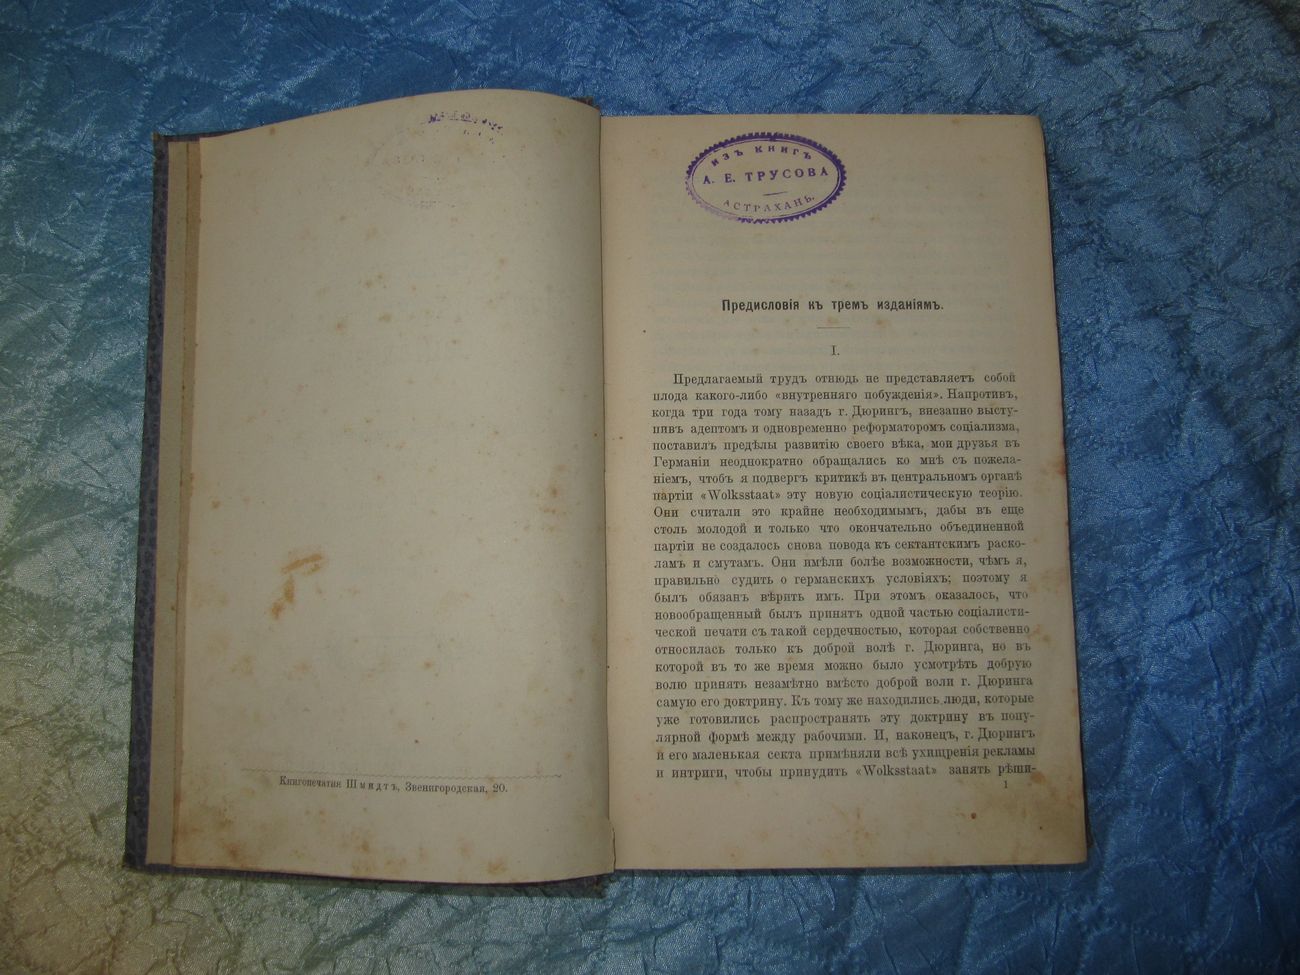 Книгопечатня Шмидтъ, Звенигородская, 20.
ИЗЪ КНИГЪ
А. Е. ТРУСОВА
АСТРАХАНЬ.
Предисловія къ тремъ изданіямъ.
I.
Предлагаемый трудъ отнюдь не представляетъ собой
плода какого-либо «внутренняго побужденія». Напротивъ,
когда три года тому назадъ г. Дюрингъ, внезапно высту-
пивъ адептомъ и одновременно реформаторомъ соціализма,
поставилъ предѣлы развитію своего вѣка, мои друзья въ
Германіи неоднократно обращались ко мнѣ съ пожела-
ніемъ, чтобъ я подвергъ критикѣ въ центральномъ органѣ
партіи «Wolksstaat» эту новую соціалистическую теорію.
Они считали это крайне необходимымъ, дабы въ еще
столь молодой и только что окончательно объединенной
партіи не создалось снова повода къ сектантскимъ раско-
ламъ и смутамъ. Они имѣли болѣе возможности, чѣмъ я,
правильно судить о германскихъ условіяхъ; поэтому я
былъ обязанъ вѣрить имъ. При этомъ оказалось, что
новообращенный былъ принятъ одной частью соціалисти-
ческой печати съ такой сердечностью, которая собственно
относилась только къ доброй волѣ г. Дюринга, но въ
которой въ то же время можно было усмотрѣть добрую
волю принять незамѣтно вмѣсто доброй воли г. Дюринга
самую его доктрину. Къ тому же находились люди, которые
уже готовились распространять эту доктрину въ попу-
лярной формѣ между рабочими. И, наконецъ, г. Дюрингъ
и его маленькая секта примѣняли всѣ ухищренія рекламы
и интриги, чтобы принудить «Wolksstaat» занять рѣши-
1